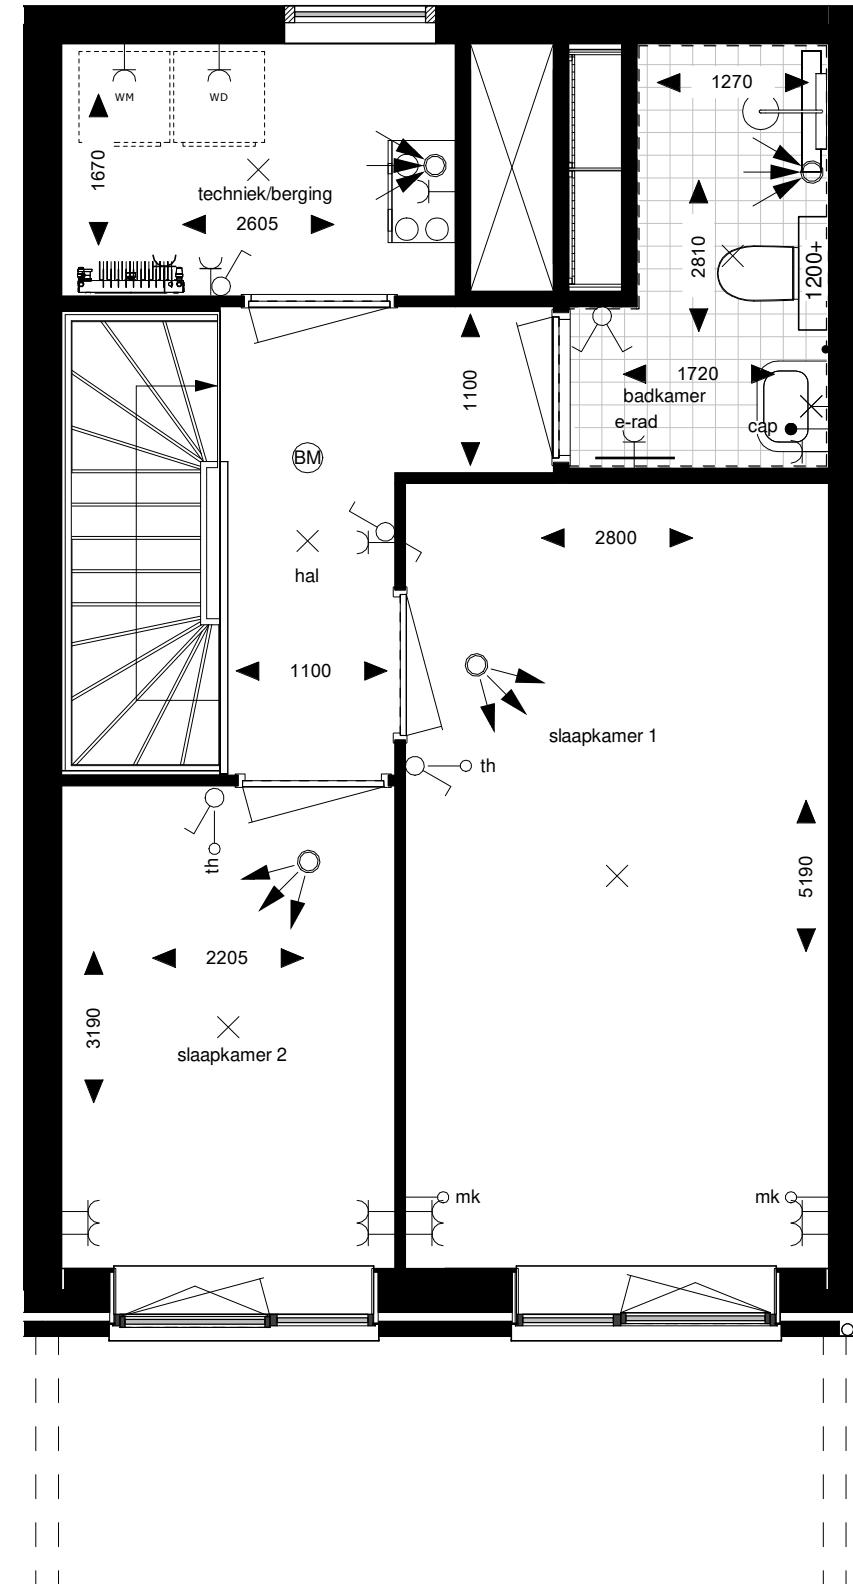 1270
WM
WD
1670
techniek/berging
2605
2810
1200+
1100
1720
badkamer
e-rad
cap
BM
2800
hal
1100
slaapkamer 1
th
th
5190
2205
3190
slaapkamer 2
mk
mk